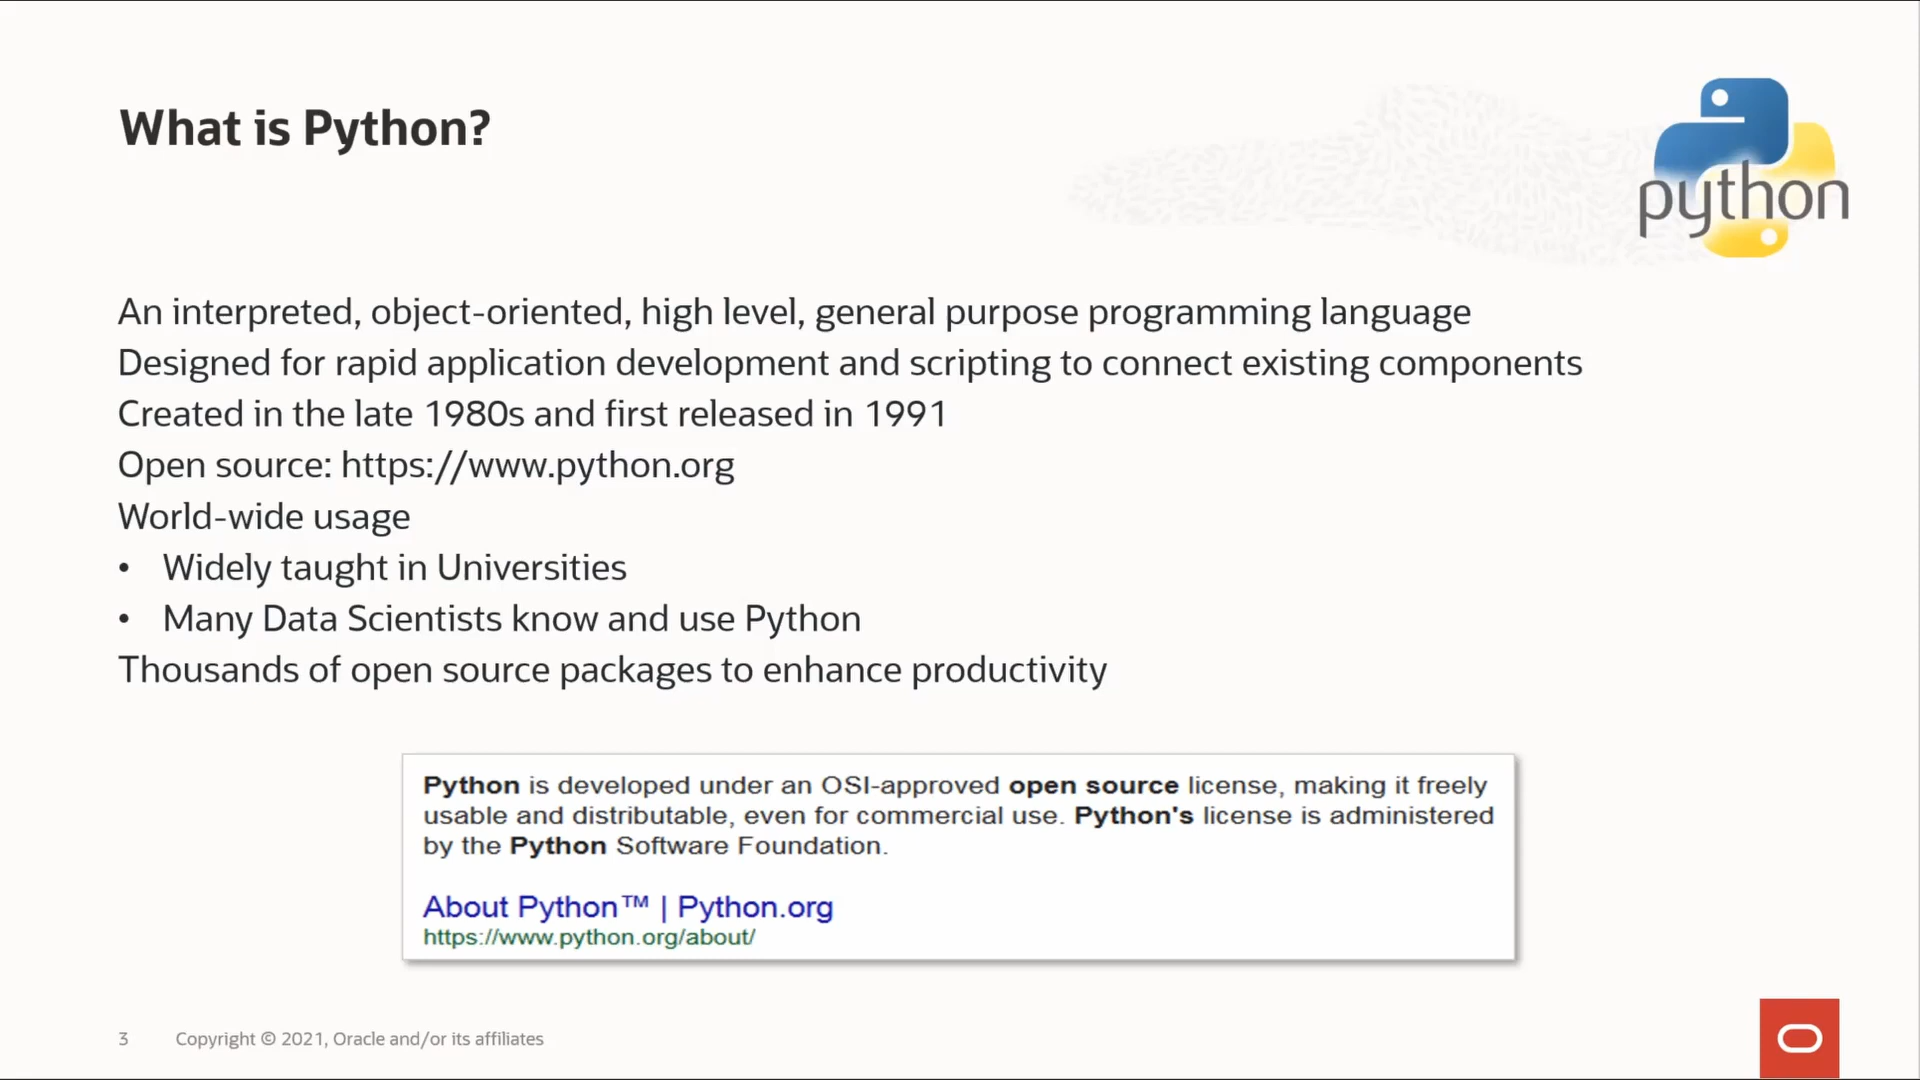 What is Python?
python
An interpreted, object-oriented, high level, general purpose programming language
Designed for rapid application development and scripting to connect existing components
Created in the late 1980s and first released in 1991
Open source: https://www.python.org
World-wide usage
• Widely taught in Universities
• Many Data Scientists know and use Python
Thousands of open source packages to enhance productivity
Python is developed under an OSI-approved open source license, making it freely
usable and distributable, even for commercial use. Python's license is administered
by the Python Software Foundation.
About Python™ | Python.org
https://www.python.org/about/
3 Copyright © 2021, Oracle and/or its affiliates